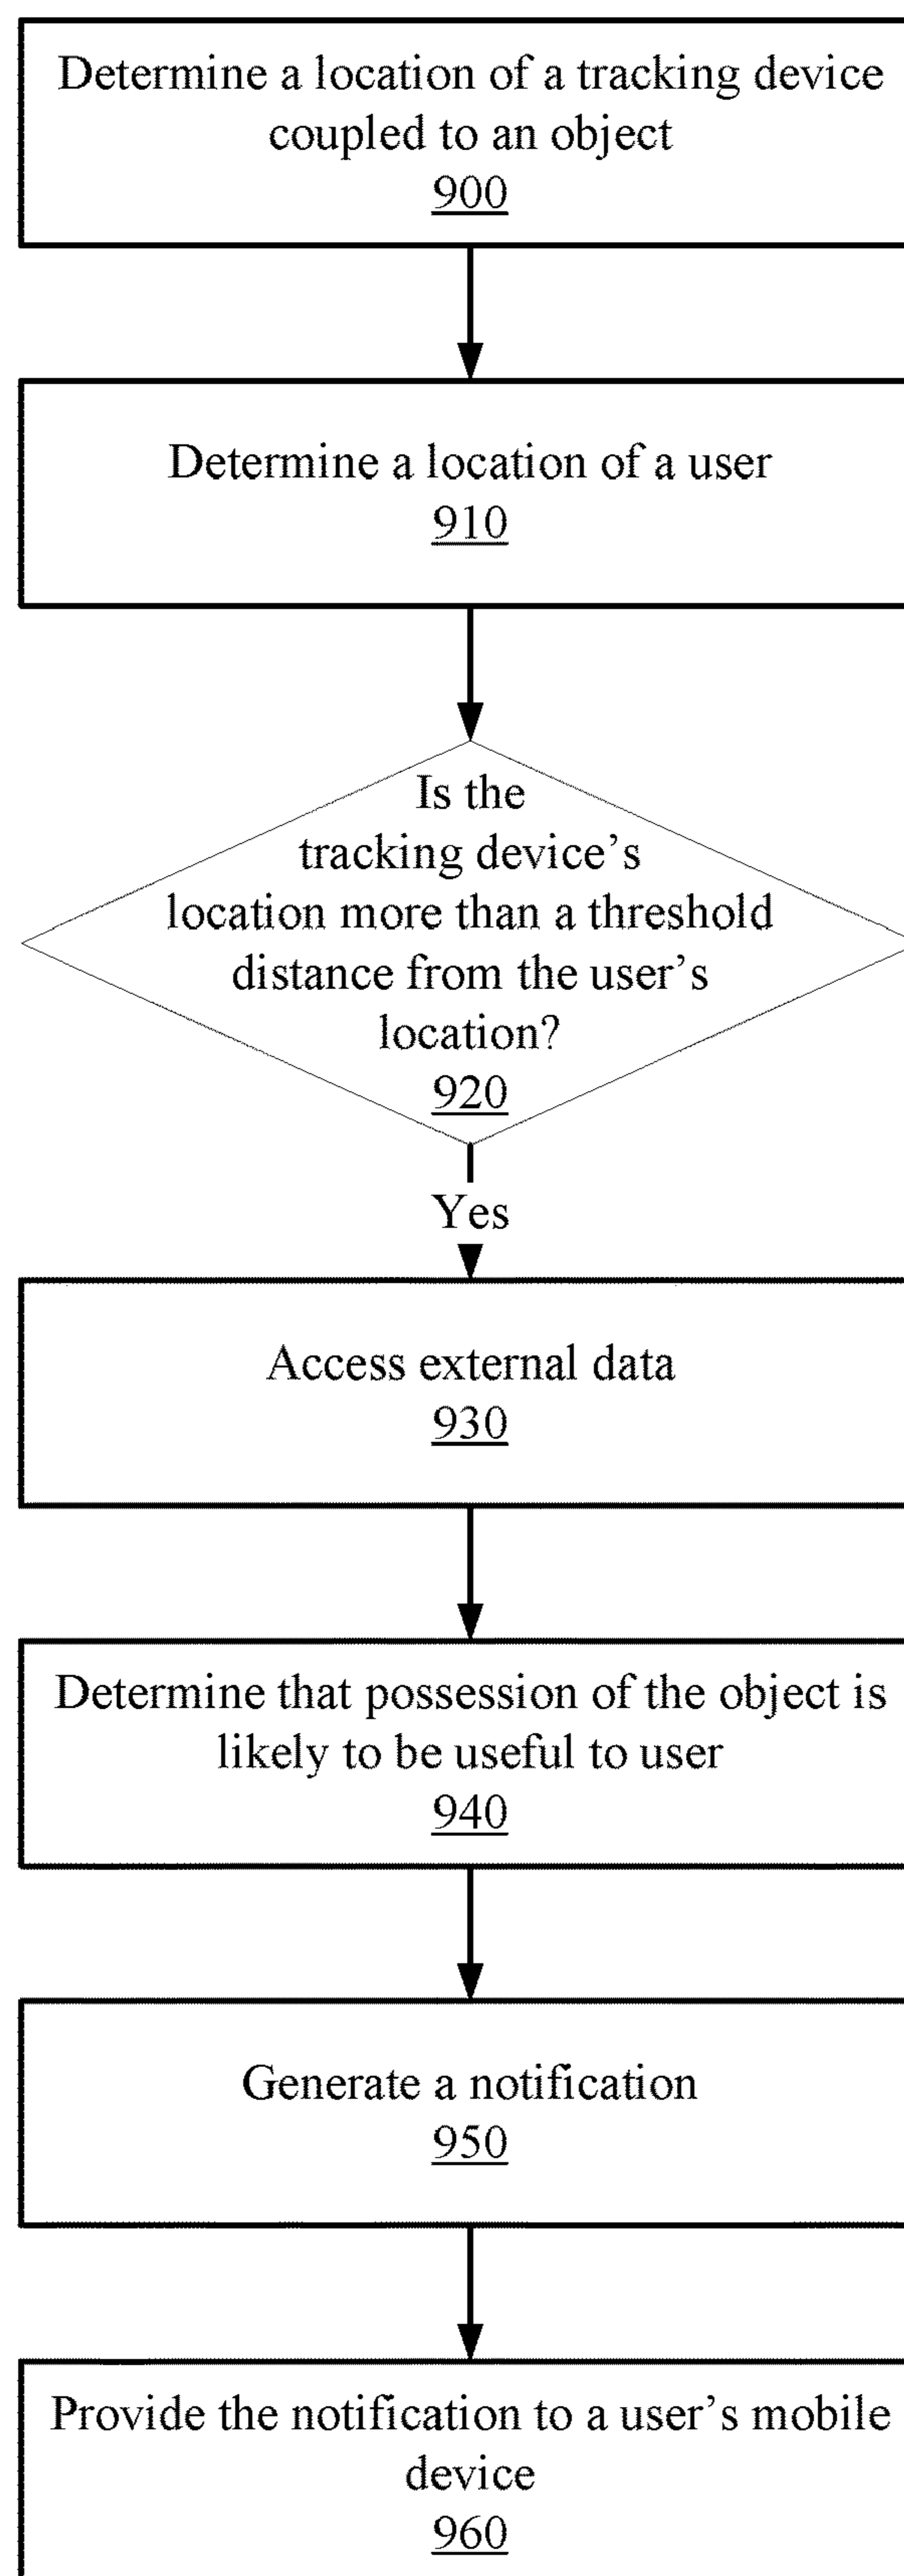 Determine a location of a tracking device
coupled to an object
900
Determine a location of a user
910
Is the
tracking device’s
location more than a threshold
distance from the user’s
location?
920
Yes
Access external data
930
Determine that possession of the object is
likely to be useful to user
940
Generate a notification
950
Provide the notification to a user’s mobile
device
960